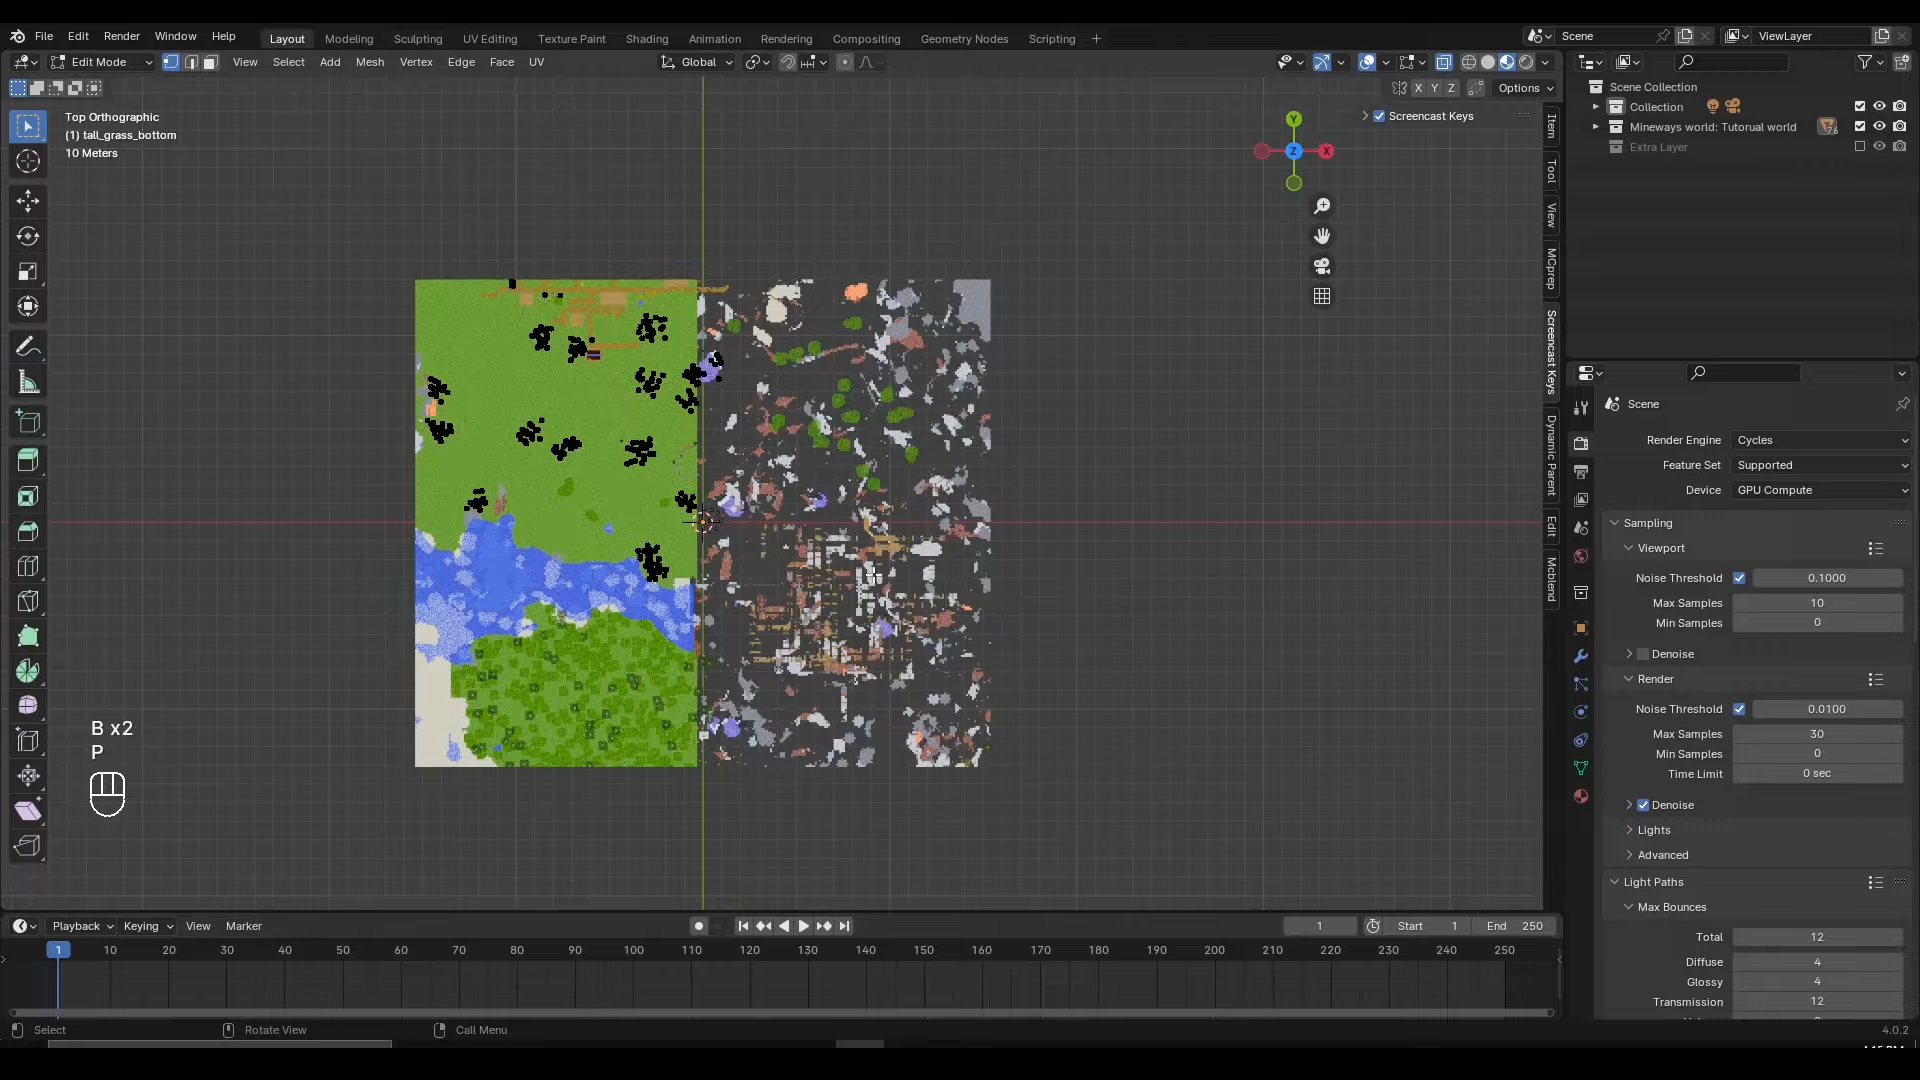 File Edit Render Window Help
Layout Modeling Sculpting UV Editing Texture Paint Shading Animation Rendering Compositing Geometry Nodes Scripting
Scene
ViewLayer
Edit Mode
View Select Add Mesh Vertex Edge Face UV
Global
X Y Z
Options
Top Orthographic
(1) tall_grass_bottom
10 Meters
Screencast Keys
Y
Z
X
Item
Tool
View
MCprep
Screencast Keys
Dynamic Parent
Edit
Mcblend
B x2
P
Scene Collection
Collection
Mineways world: Tutorual world
Extra Layer
Scene
Render Engine Cycles
Feature Set Supported
Device GPU Compute
Sampling
Viewport
Noise Threshold 0.1000
Max Samples 10
Min Samples 0
Denoise
Render
Noise Threshold 0.0100
Max Samples 30
Min Samples 0
Time Limit 0 sec
Denoise
Lights
Advanced
Light Paths
Max Bounces
Total 12
Diffuse 4
Glossy 4
Transmission 12
Playback Keying View Marker
1 Start 1 End 250
1 10 20 30 40 50 60 70 80 90 100 110 120 130 140 150 160 170 180 190 200 210 220 230 240 250
Select Rotate View Call Menu
4.0.2